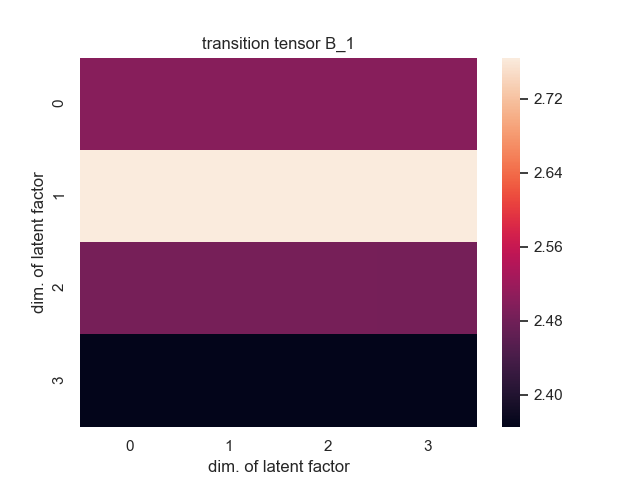 transition tensor B_1
dim. of latent factor
0
1
2
3
0 1 2 3
dim. of latent factor
2.72
2.64
2.56
2.48
2.40